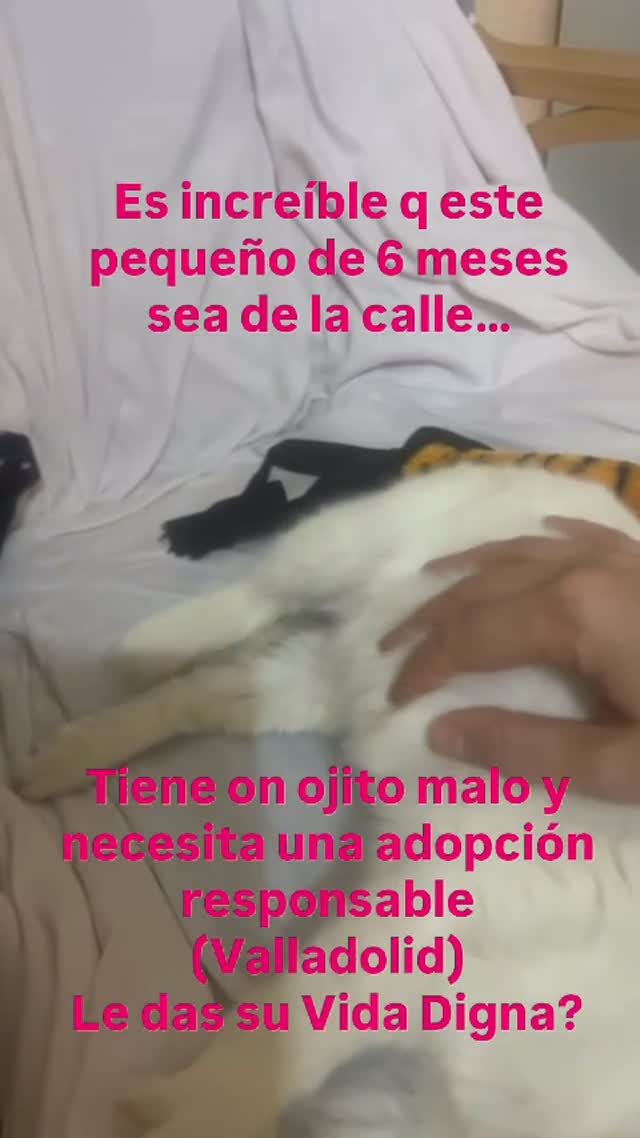 Es increíble q este
pequeño de 6 meses
sea de la calle...
Tiene on ojito malo y
necesita una adopción
responsable
(Valladolid)
Le das su Vida Digna?